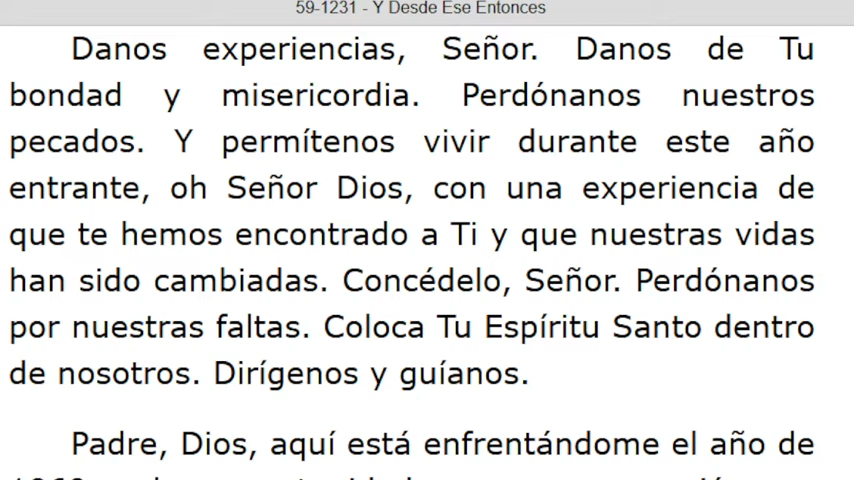 59-1231 - Y Desde Ese Entonces
Danos experiencias, Señor. Danos de Tu
bondad y misericordia. Perdónanos nuestros
pecados. Y permítenos vivir durante este año
entrante, oh Señor Dios, con una experiencia de
que te hemos encontrado a Ti y que nuestras vidas
han sido cambiadas. Concédelo, Señor. Perdónanos
por nuestras faltas. Coloca Tu Espíritu Santo dentro
de nosotros. Dirígenos y guíanos.
Padre, Dios, aquí está enfrentándome el año de